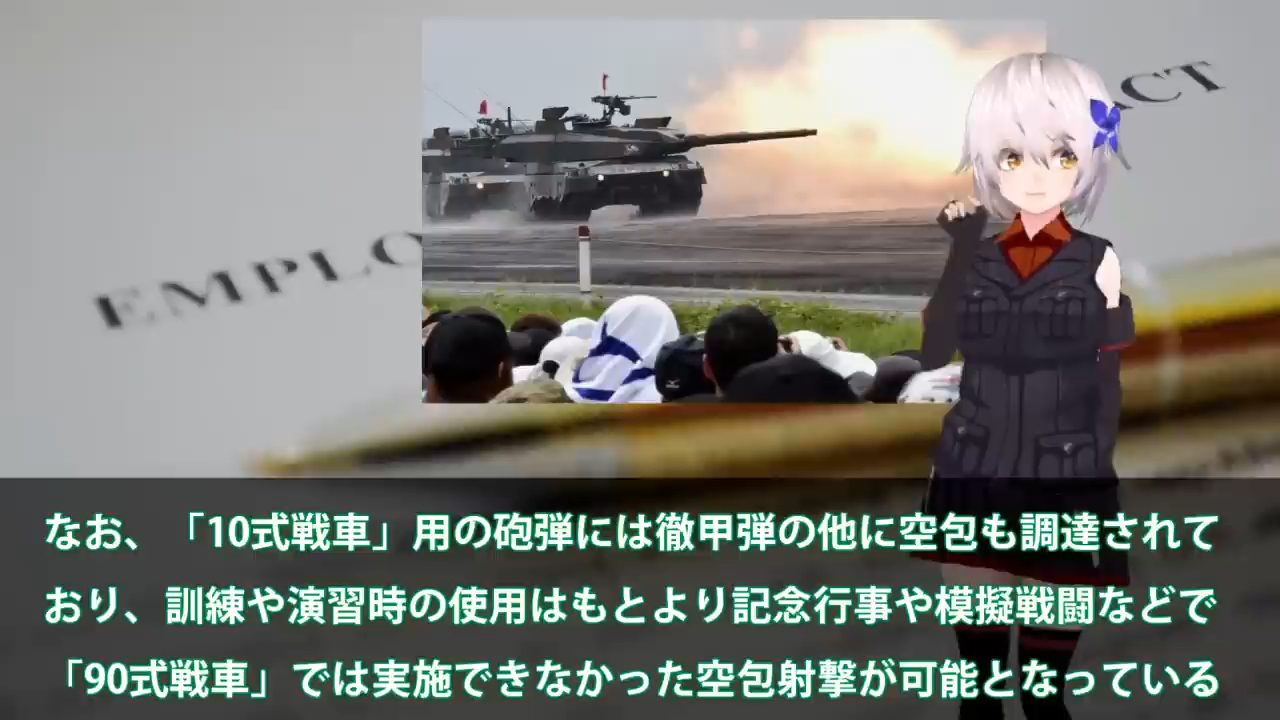 EMPLO
ACT
なお、「10式戦車」用の砲弾には徹甲弾の他に空包も調達されて
おり、訓練や演習時の使用はもとより記念行事や模擬戦闘などで
「90式戦車」では実施できなかった空包射撃が可能となっている